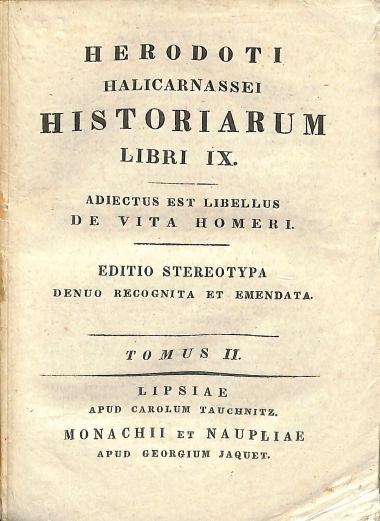 HERODOTI
HALICARNASSEI
HISTORIARUM
LIBRI IX.
ADIECTUS EST LIBELLUS
DE VITA HOMERI.
EDITIO STEREOTYPA
DENUO RECOGNITA ET EMENDATA.
TOMUS II.
LIPSIAE
APUD CAROLUM TAUCHNITZ.
MONACHII ET NAUPLIAE
APUD GEORGIUM JAQUET.